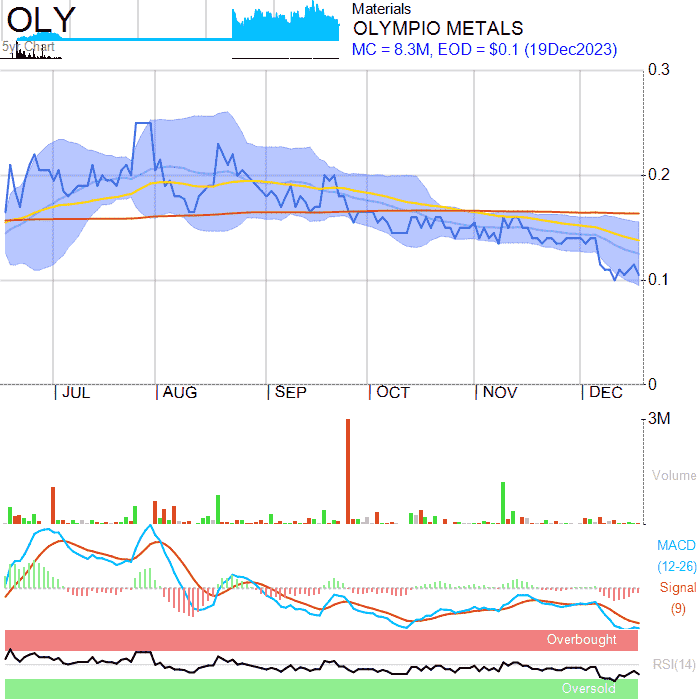 OLY
Materials
OLYMPIO METALS
MC = 8.3M, EOD = $0.1 (19Dec2023)
5yr Chart
0.3
0.2
0.1
0
JUL AUG SEP OCT NOV DEC
3M
Volume
MACD
(12-26)
Signal
(9)
Overbought
RSI(14)
Oversold